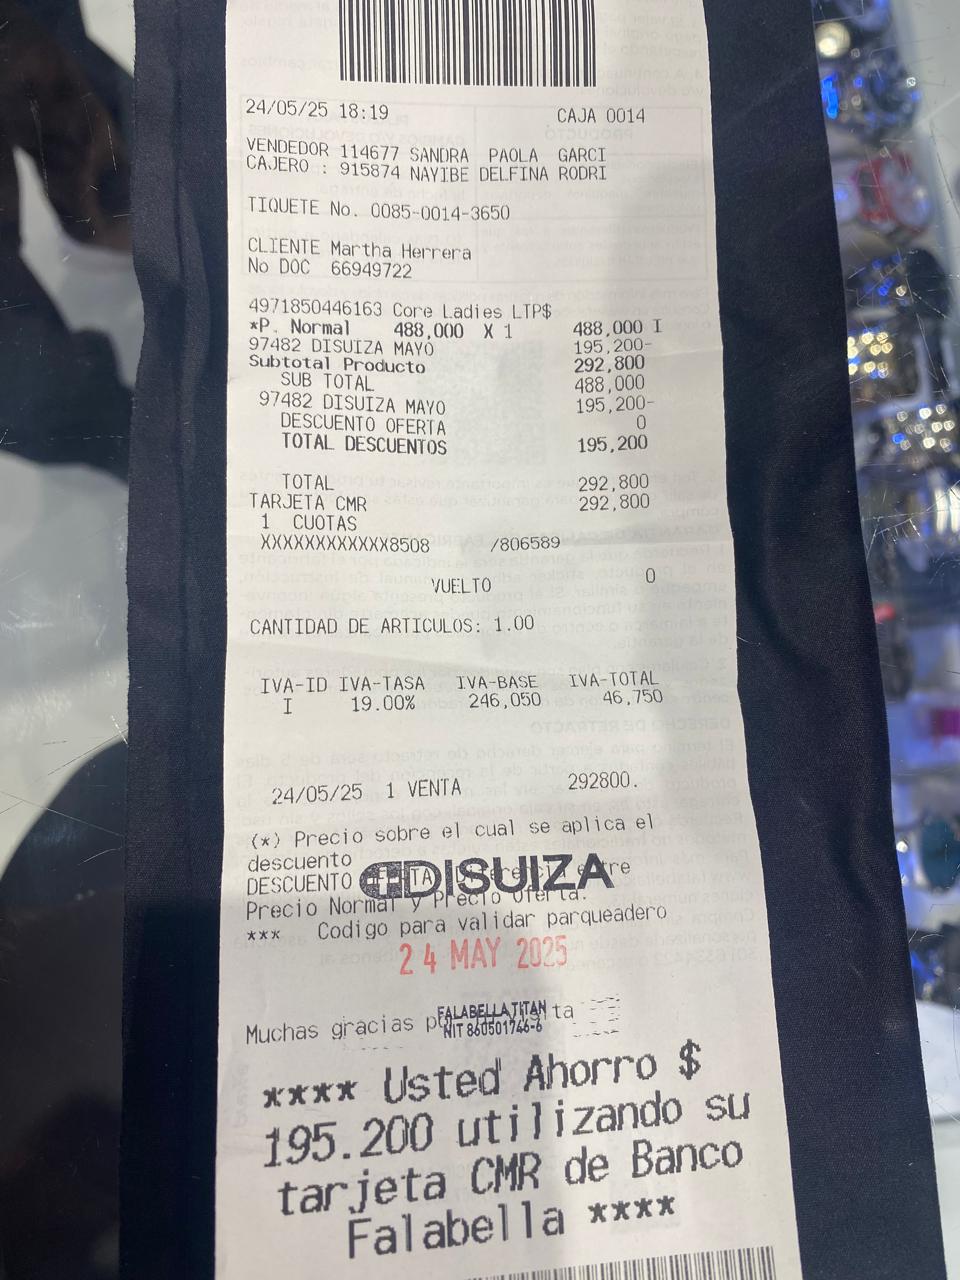 24/05/25 18:19 CAJA 0014
VENDEDOR 114677 SANDRA PAOLA GARCI
CAJERO : 915874 NAYIBE DELFINA RODRI
TIQUETE No. 0085-0014-3650
CLIENTE Martha Herrera
No DOC 66949722
4971850446163 Core Ladies LTP$
*P. Normal 488,000 X 1 488,000 I
97482 DISUIZA MAYO 195,200-
Subtotal Producto 292,800
SUB TOTAL 488,000
97482 DISUIZA MAYO 195,200-
DESCUENTO OFERTA 0
TOTAL DESCUENTOS 195,200
TOTAL 292,800
TARJETA CMR 292,800
1 CUOTAS
XXXXXXXXXXXX8508 /806589
VUELTO 0
CANTIDAD DE ARTICULOS: 1.00
IVA-ID IVA-TASA IVA-BASE IVA-TOTAL
I 19.00% 246,050 46,750
24/05/25 1 VENTA 292800.
(*) Precio sobre el cual se aplica el
descuento
DISUIZA
DESCUENTO
Precio Normal y Precio Oferta.
*** Codigo para validar parqueadero
24 MAY 2025
FALABELLA TITAN
NIT 860501746-6
Muchas gracias
**** Usted Ahorro $
195.200 utilizando su
tarjeta CMR de Banco
Falabella ****